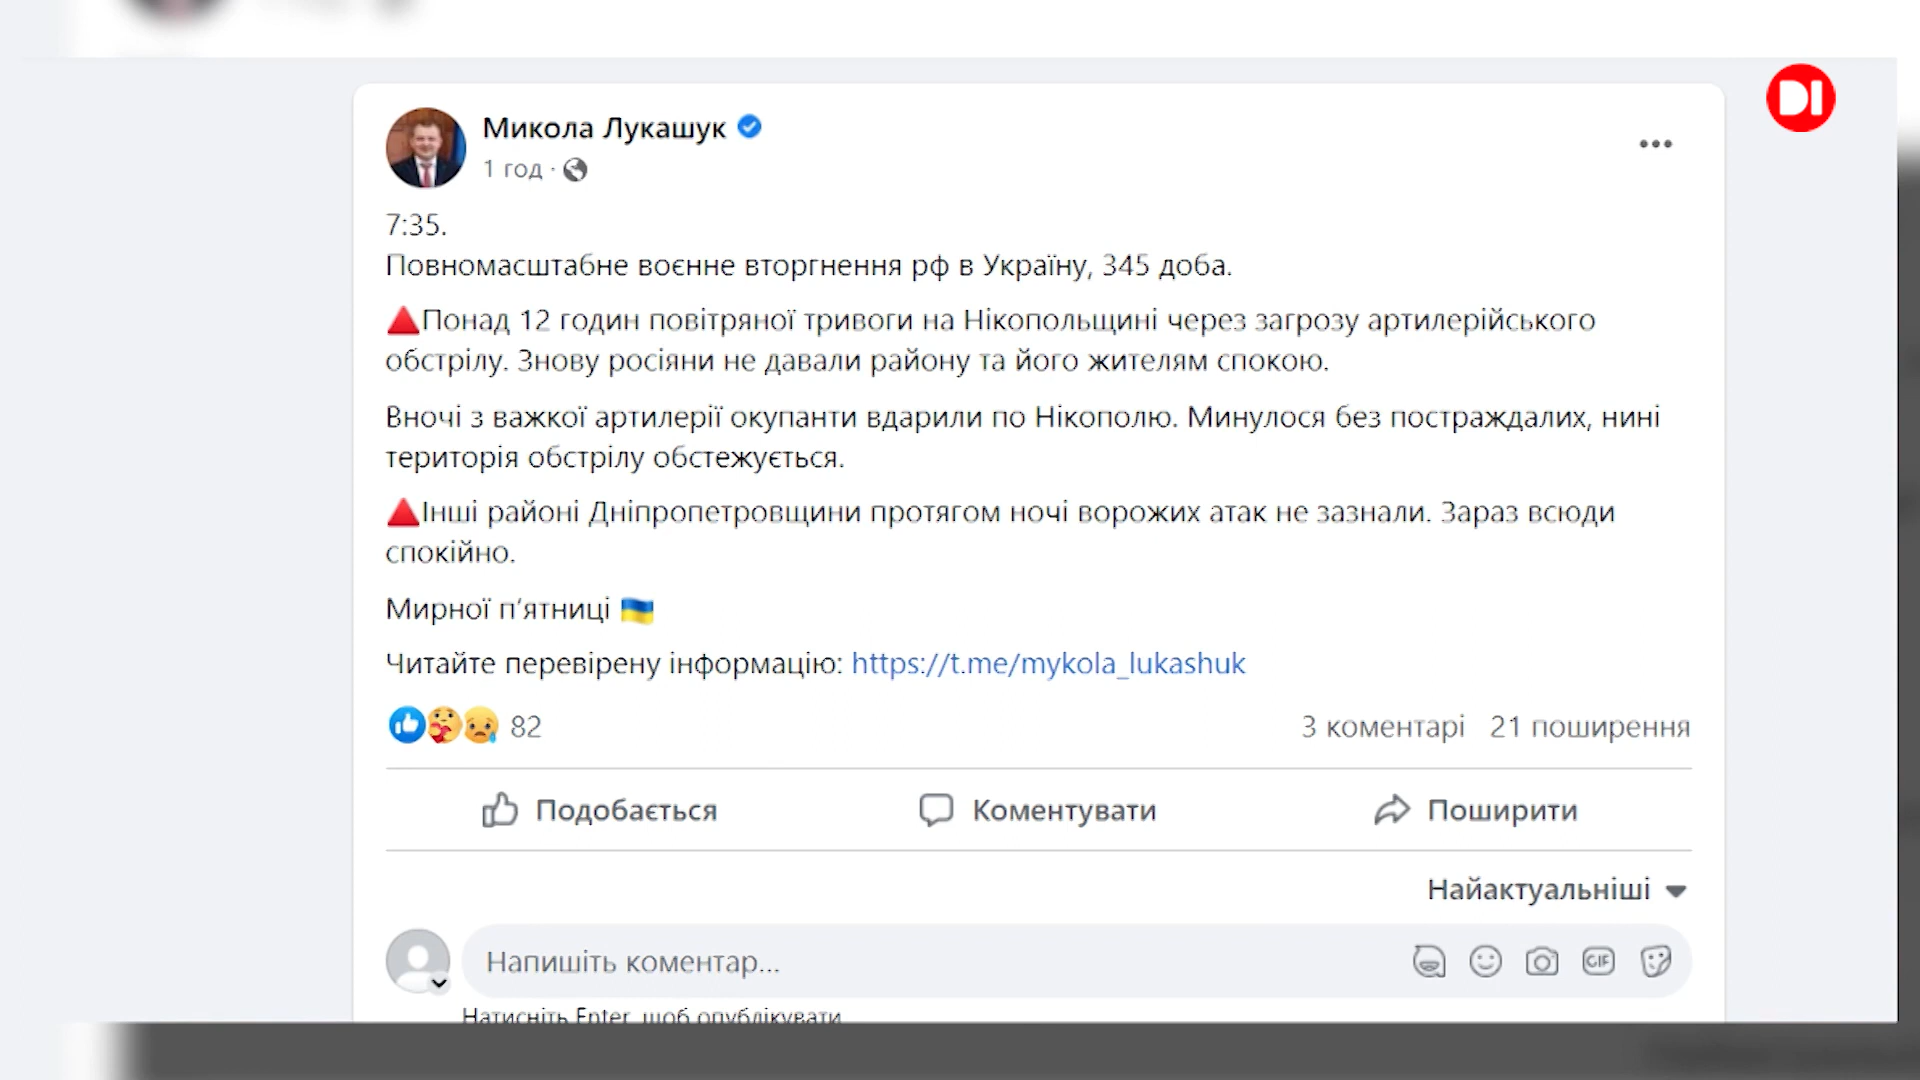 DI
Микола Лукашук
1 год ·
7:35.
Повномасштабне воєнне вторгнення рф в Україну, 345 доба.
🔺Понад 12 годин повітряної тривоги на Нікопольщині через загрозу артилерійського
обстрілу. Знову росіяни не давали району та його жителям спокою.
Вночі з важкої артилерії окупанти вдарили по Нікополю. Минулося без постраждалих, нині
територія обстрілу обстежується.
🔺Інші районі Дніпропетровщини протягом ночі ворожих атак не зазнали. Зараз всюди
спокійно.
Мирної п’ятниці 🇺🇦
Читайте перевірену інформацію: https://t.me/mykola_lukashuk
82 3 коментарі 21 поширення
Подобається Коментувати Поширити
Найактуальніші
Напишіть коментар... GIF
Натисніть Enter, щоб опублікувати